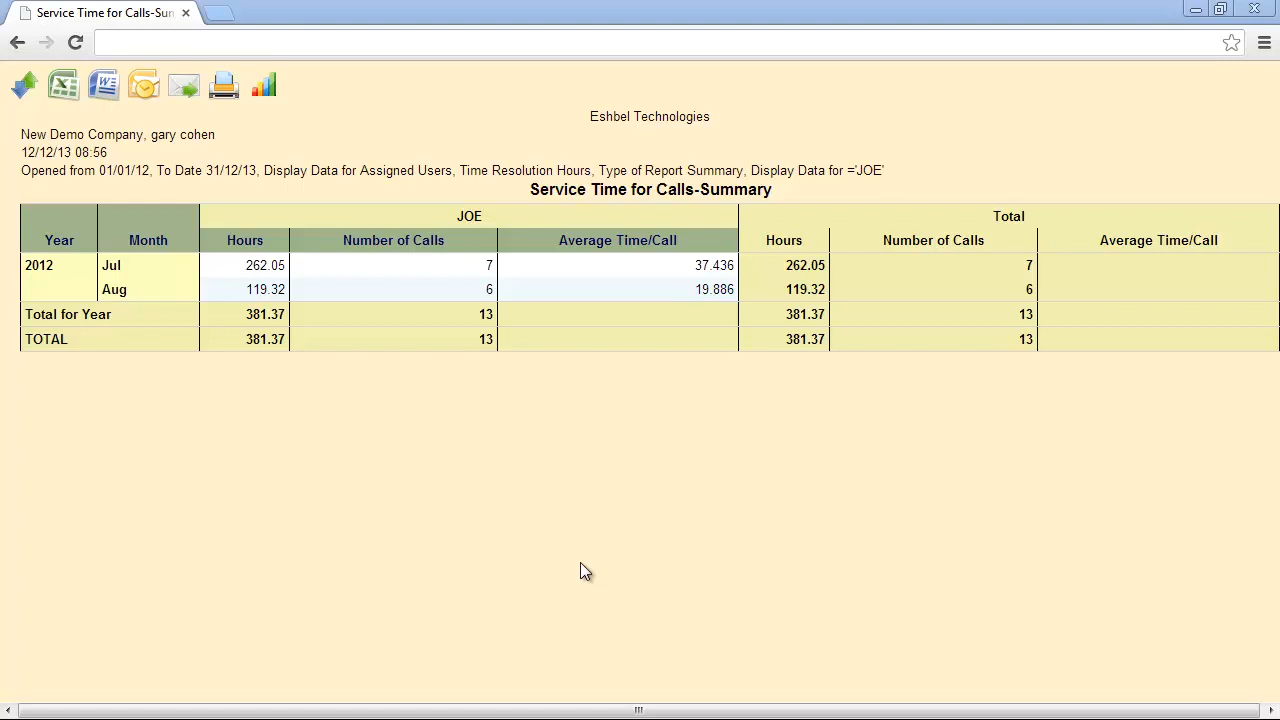 Service Time for Calls-Sum
Eshbel Technologies
New Demo Company, gary cohen
12/12/13 08:56
Opened from 01/01/12, To Date 31/12/13, Display Data for Assigned Users, Time Resolution Hours, Type of Report Summary, Display Data for ='JOE'
Service Time for Calls-Summary
JOE Total
Year Month Hours Number of Calls Average Time/Call Hours Number of Calls Average Time/Call
2012 Jul 262.05 7 37.436 262.05 7
Aug 119.32 6 19.886 119.32 6
Total for Year 381.37 13 381.37 13
TOTAL 381.37 13 381.37 13